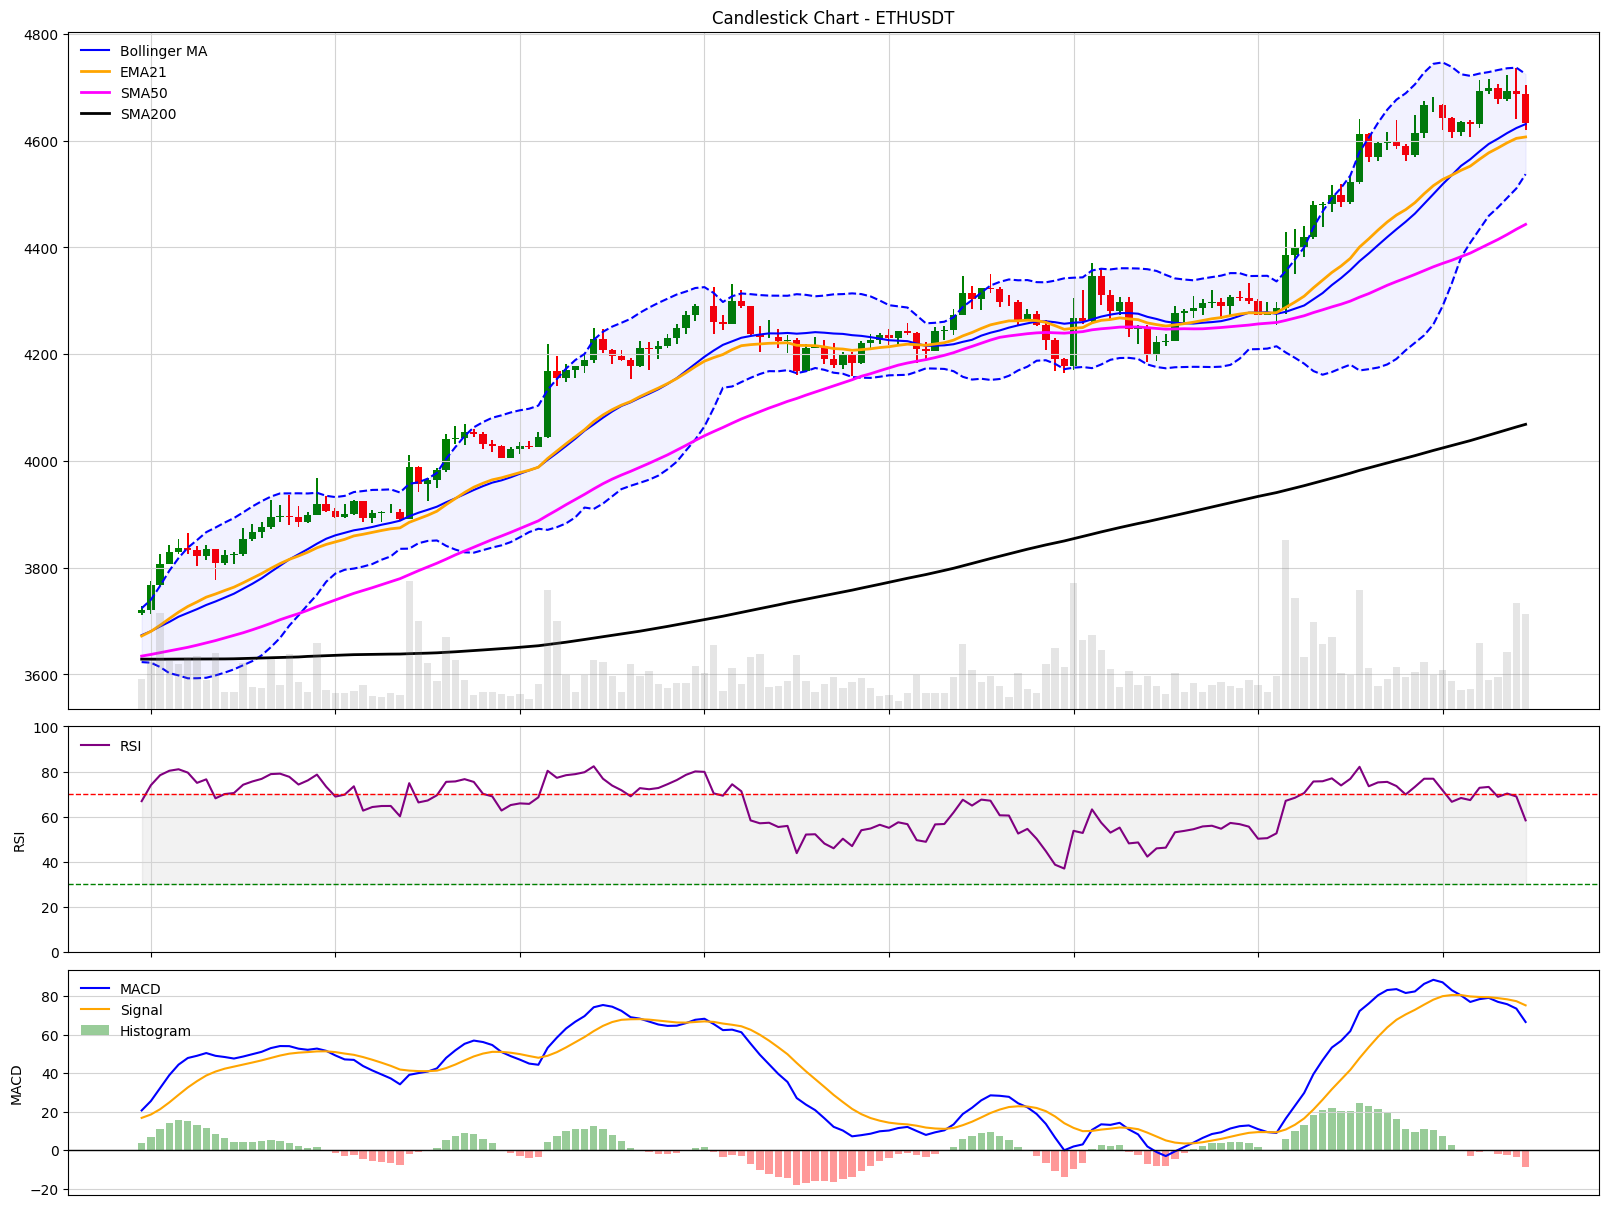 Candlestick Chart - ETHUSDT
4800
4600
4400
4200
4000
3800
3600
Bollinger MA
EMA21
SMA50
SMA200
100
80
60
40
20
0
RSI
RSI
80
60
40
20
0
−20
MACD
MACD
Signal
Histogram